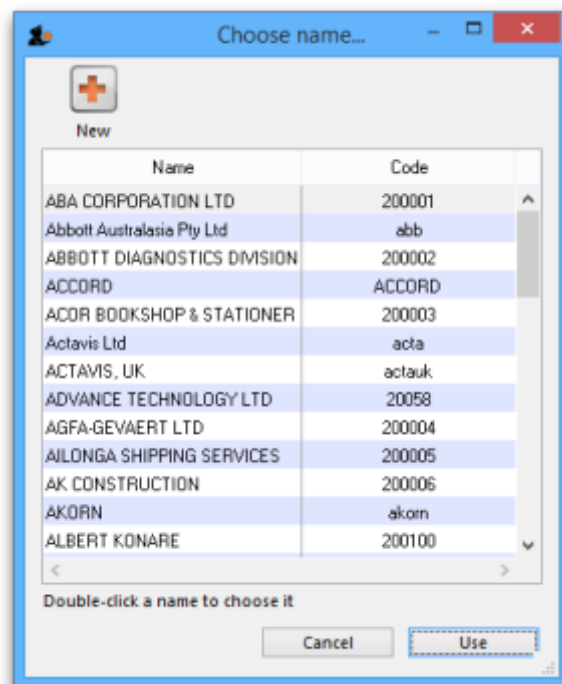 Choose name...
New
Name Code
ABA CORPORATION LTD 200001
Abbott Australasia Pty Ltd abb
ABBOTT DIAGNOSTICS DIVISION 200002
ACCORD ACCORD
ACOR BOOKSHOP & STATIONER 200003
Actavis Ltd acta
ACTAVIS, UK actauk
ADVANCE TECHNOLOGY LTD 20058
AGFA-GEVAERT LTD 200004
AILONGA SHIPPING SERVICES 200005
AK CONSTRUCTION 200006
AKORN akorn
ALBERT KONARE 200100
Double-click a name to choose it
Cancel Use